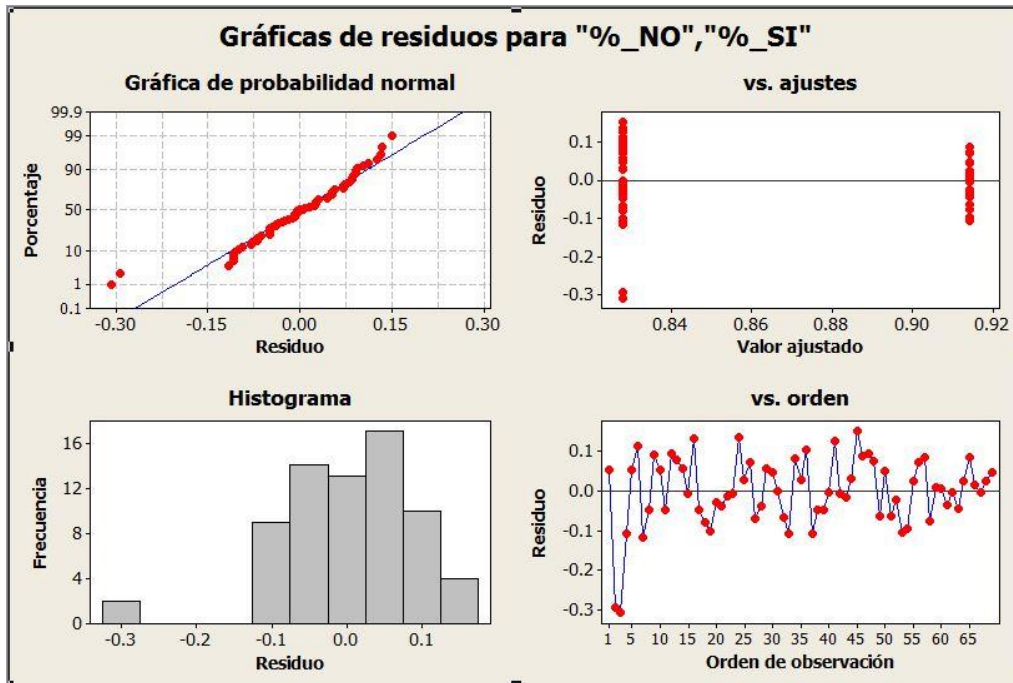 Gráficas de residuos para "%_NO","%_SI"
Gráfica de probabilidad normal
99.9
99
90
50
10
1
0.1
Porcentaje
-0.30 -0.15 0.00 0.15 0.30
Residuo
vs. ajustes
0.1
0.0
-0.1
-0.2
-0.3
Residuo
0.84 0.86 0.88 0.90 0.92
Valor ajustado
Histograma
16
12
8
4
0
Frecuencia
-0.3 -0.2 -0.1 0.0 0.1
Residuo
vs. orden
0.1
0.0
-0.1
-0.2
-0.3
Residuo
1 5 10 15 20 25 30 35 40 45 50 55 60 65
Orden de observación